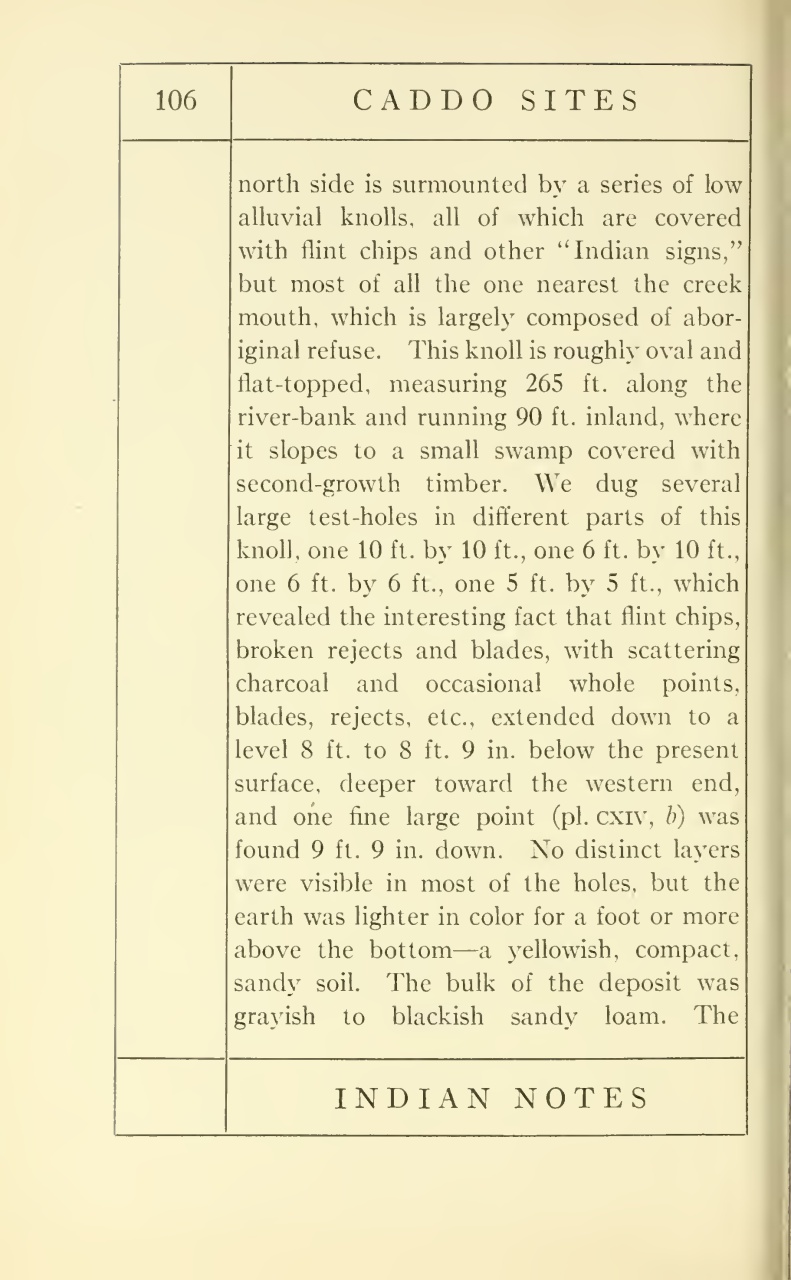 106
CADDO SITES
north side is surmounted by a series of low
alluvial knolls, all of which are covered
with flint chips and other “Indian signs,”
but most of all the one nearest the creek
mouth, which is largely composed of abor-
iginal refuse. This knoll is roughly oval and
flat-topped, measuring 265 ft. along the
river-bank and running 90 ft. inland, where
it slopes to a small swamp covered with
second-growth timber. We dug several
large test-holes in different parts of this
knoll, one 10 ft. by 10 ft., one 6 ft. by 10 ft.,
one 6 ft. by 6 ft., one 5 ft. by 5 ft., which
revealed the interesting fact that flint chips,
broken rejects and blades, with scattering
charcoal and occasional whole points,
blades, rejects, etc., extended down to a
level 8 ft. to 8 ft. 9 in. below the present
surface, deeper toward the western end,
and one fine large point (pl. CXIV, b) was
found 9 ft. 9 in. down. No distinct layers
were visible in most of the holes, but the
earth was lighter in color for a foot or more
above the bottom—a yellowish, compact,
sandy soil. The bulk of the deposit was
grayish to blackish sandy loam. The
INDIAN NOTES